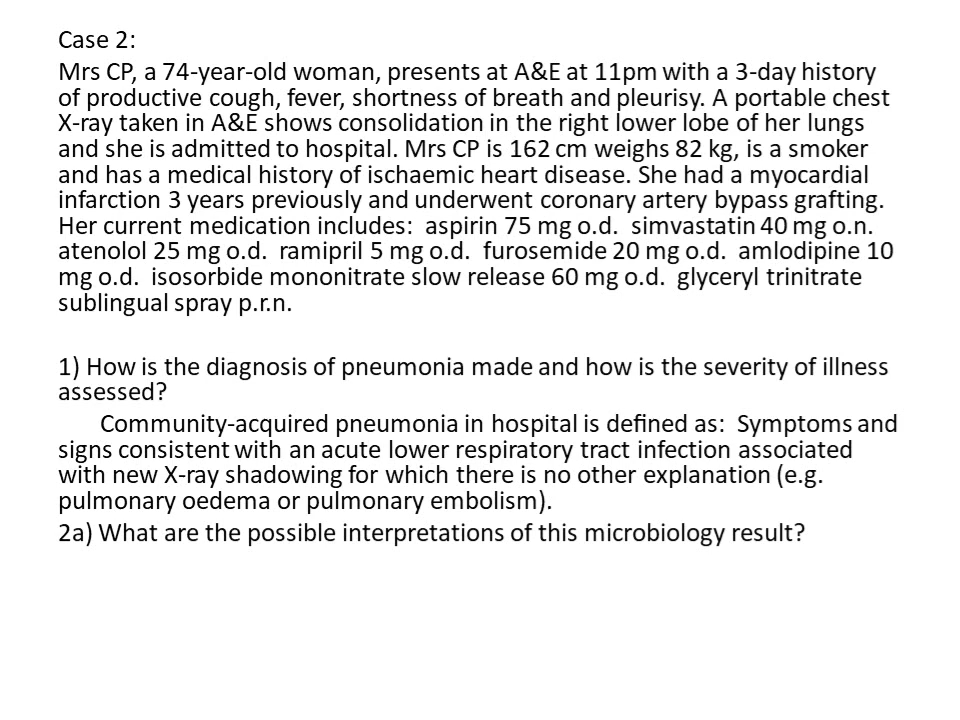 Case 2:
Mrs CP, a 74-year-old woman, presents at A&E at 11pm with a 3-day history
of productive cough, fever, shortness of breath and pleurisy. A portable chest
X-ray taken in A&E shows consolidation in the right lower lobe of her lungs
and she is admitted to hospital. Mrs CP is 162 cm weighs 82 kg, is a smoker
and has a medical history of ischaemic heart disease. She had a myocardial
infarction 3 years previously and underwent coronary artery bypass grafting.
Her current medication includes:  aspirin 75 mg o.d.  simvastatin 40 mg o.n.
atenolol 25 mg o.d.  ramipril 5 mg o.d.  furosemide 20 mg o.d.  amlodipine 10
mg o.d.  isosorbide mononitrate slow release 60 mg o.d.  glyceryl trinitrate
sublingual spray p.r.n.
1) How is the diagnosis of pneumonia made and how is the severity of illness
assessed?
Community-acquired pneumonia in hospital is defined as:  Symptoms and
signs consistent with an acute lower respiratory tract infection associated
with new X-ray shadowing for which there is no other explanation (e.g.
pulmonary oedema or pulmonary embolism).
2a) What are the possible interpretations of this microbiology result?